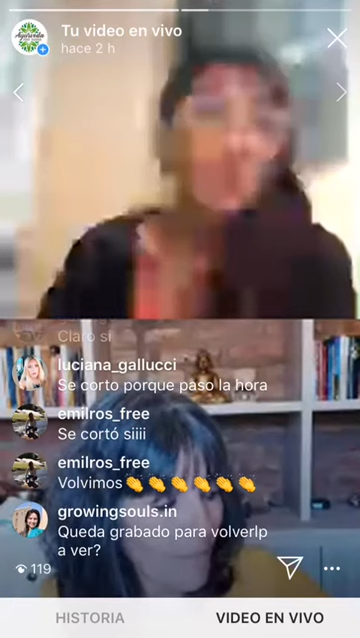 Tu video en vivo
hace 2 h
Claro si
luciana_gallucci
Se corto porque paso la hora
emilros_free
Se cortó siiii
emilros_free
Volvimos👏👏👏👏👏👏
growingsouls.in
Queda grabado para volverlp
a ver?
119
HISTORIA
VIDEO EN VIVO